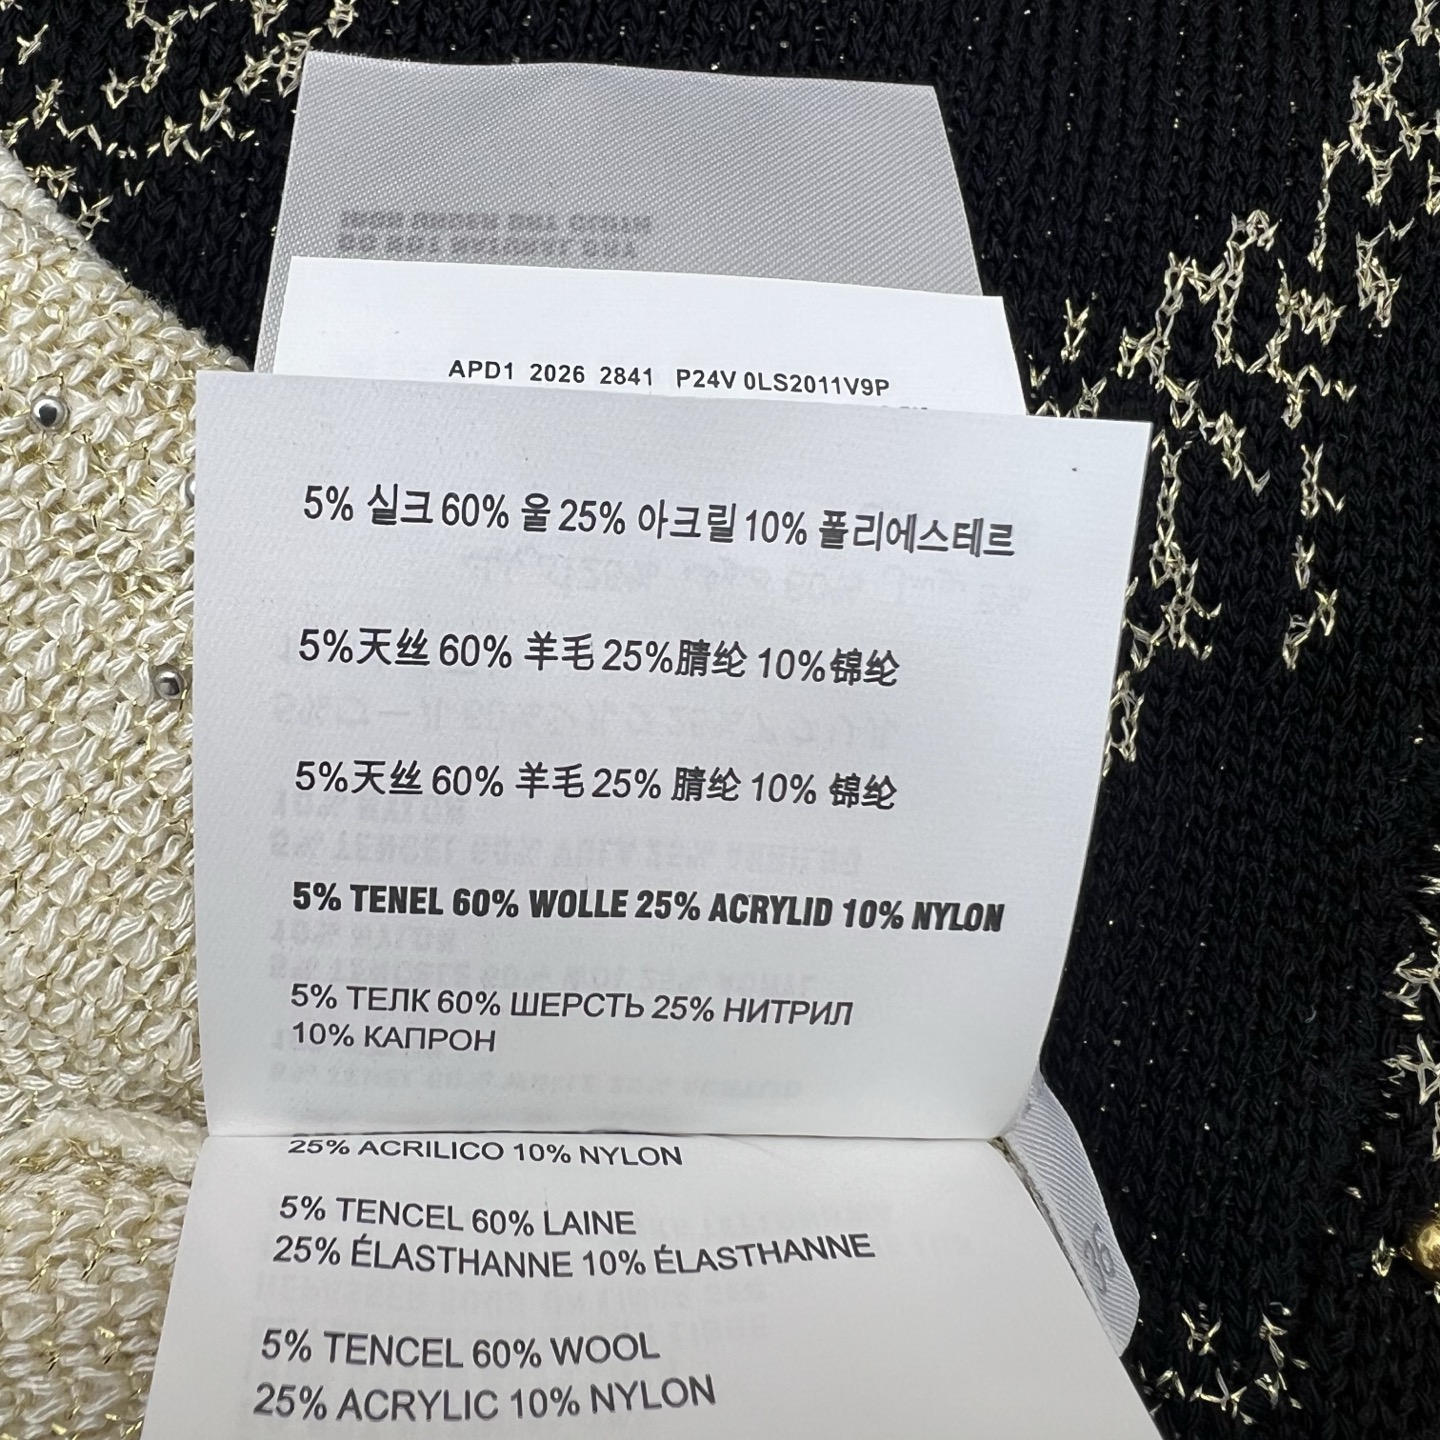 APD1 2026 2841 P24V 0LS2011V9P
5% 실크 60% 울 25% 아크릴 10% 폴리에스테르
5%天丝 60% 羊毛 25%腈纶 10%锦纶
5%天丝 60% 羊毛 25% 腈纶 10% 锦纶
5% TENEL 60% WOLLE 25% ACRYLID 10% NYLON
5% ТЕЛК 60% ШЕРСТЬ 25% НИТРИЛ
10% КАПРОН
25% ACRILICO 10% NYLON
5% TENCEL 60% LAINE
25% ÉLASTHANNE 10% ÉLASTHANNE
5% TENCEL 60% WOOL
25% ACRYLIC 10% NYLON
36